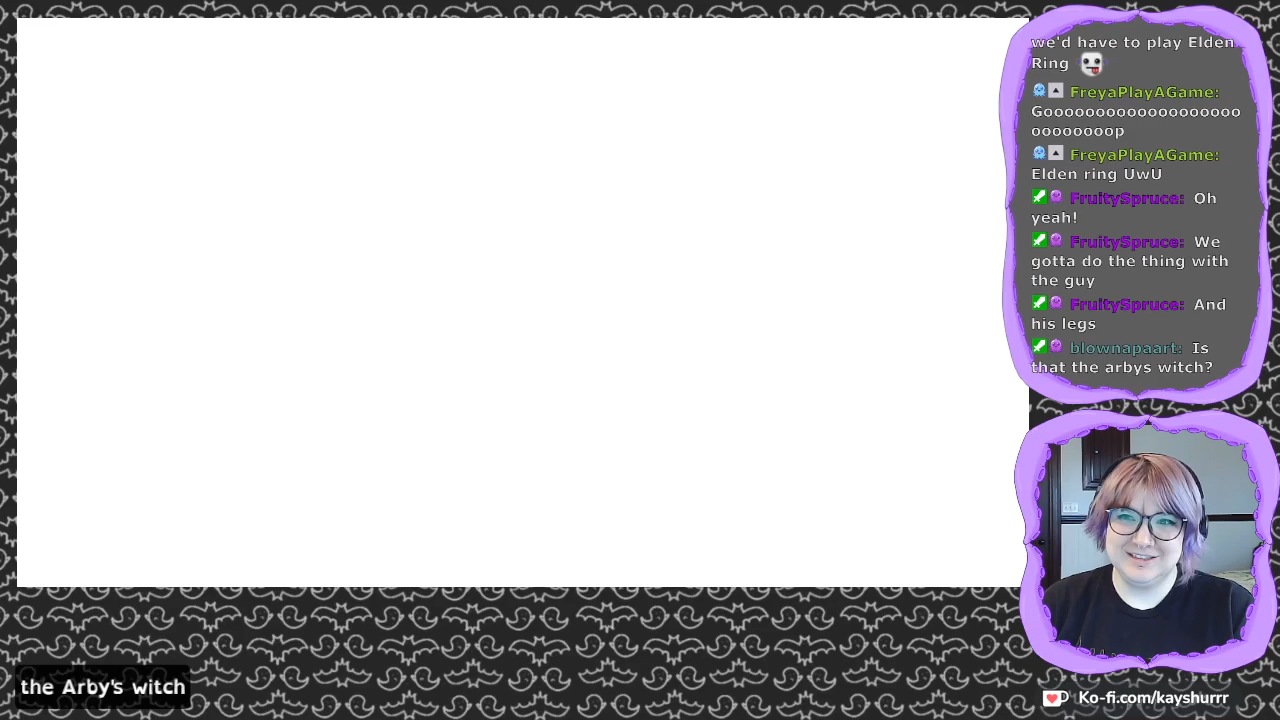 we'd have to play Elden
Ring
FreyaPlayAGame:
Gooooooooooooooooooo
ooooooooop
FreyaPlayAGame:
Elden ring UwU
FruitySpruce: Oh
yeah!
FruitySpruce: We
gotta do the thing with
the guy
FruitySpruce: And
his legs
blownapaart: Is
that the arbys witch?
the Arby's witch
Ko-fi.com/kayshurrr